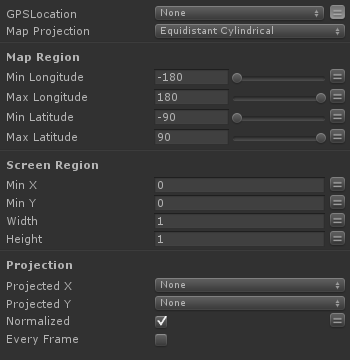 GPSLocation None
Map Projection Equidistant Cylindrical
Map Region
Min Longitude -180
Max Longitude 180
Min Latitude -90
Max Latitude 90
Screen Region
Min X 0
Min Y 0
Width 1
Height 1
Projection
Projected X None
Projected Y None
Normalized
Every Frame